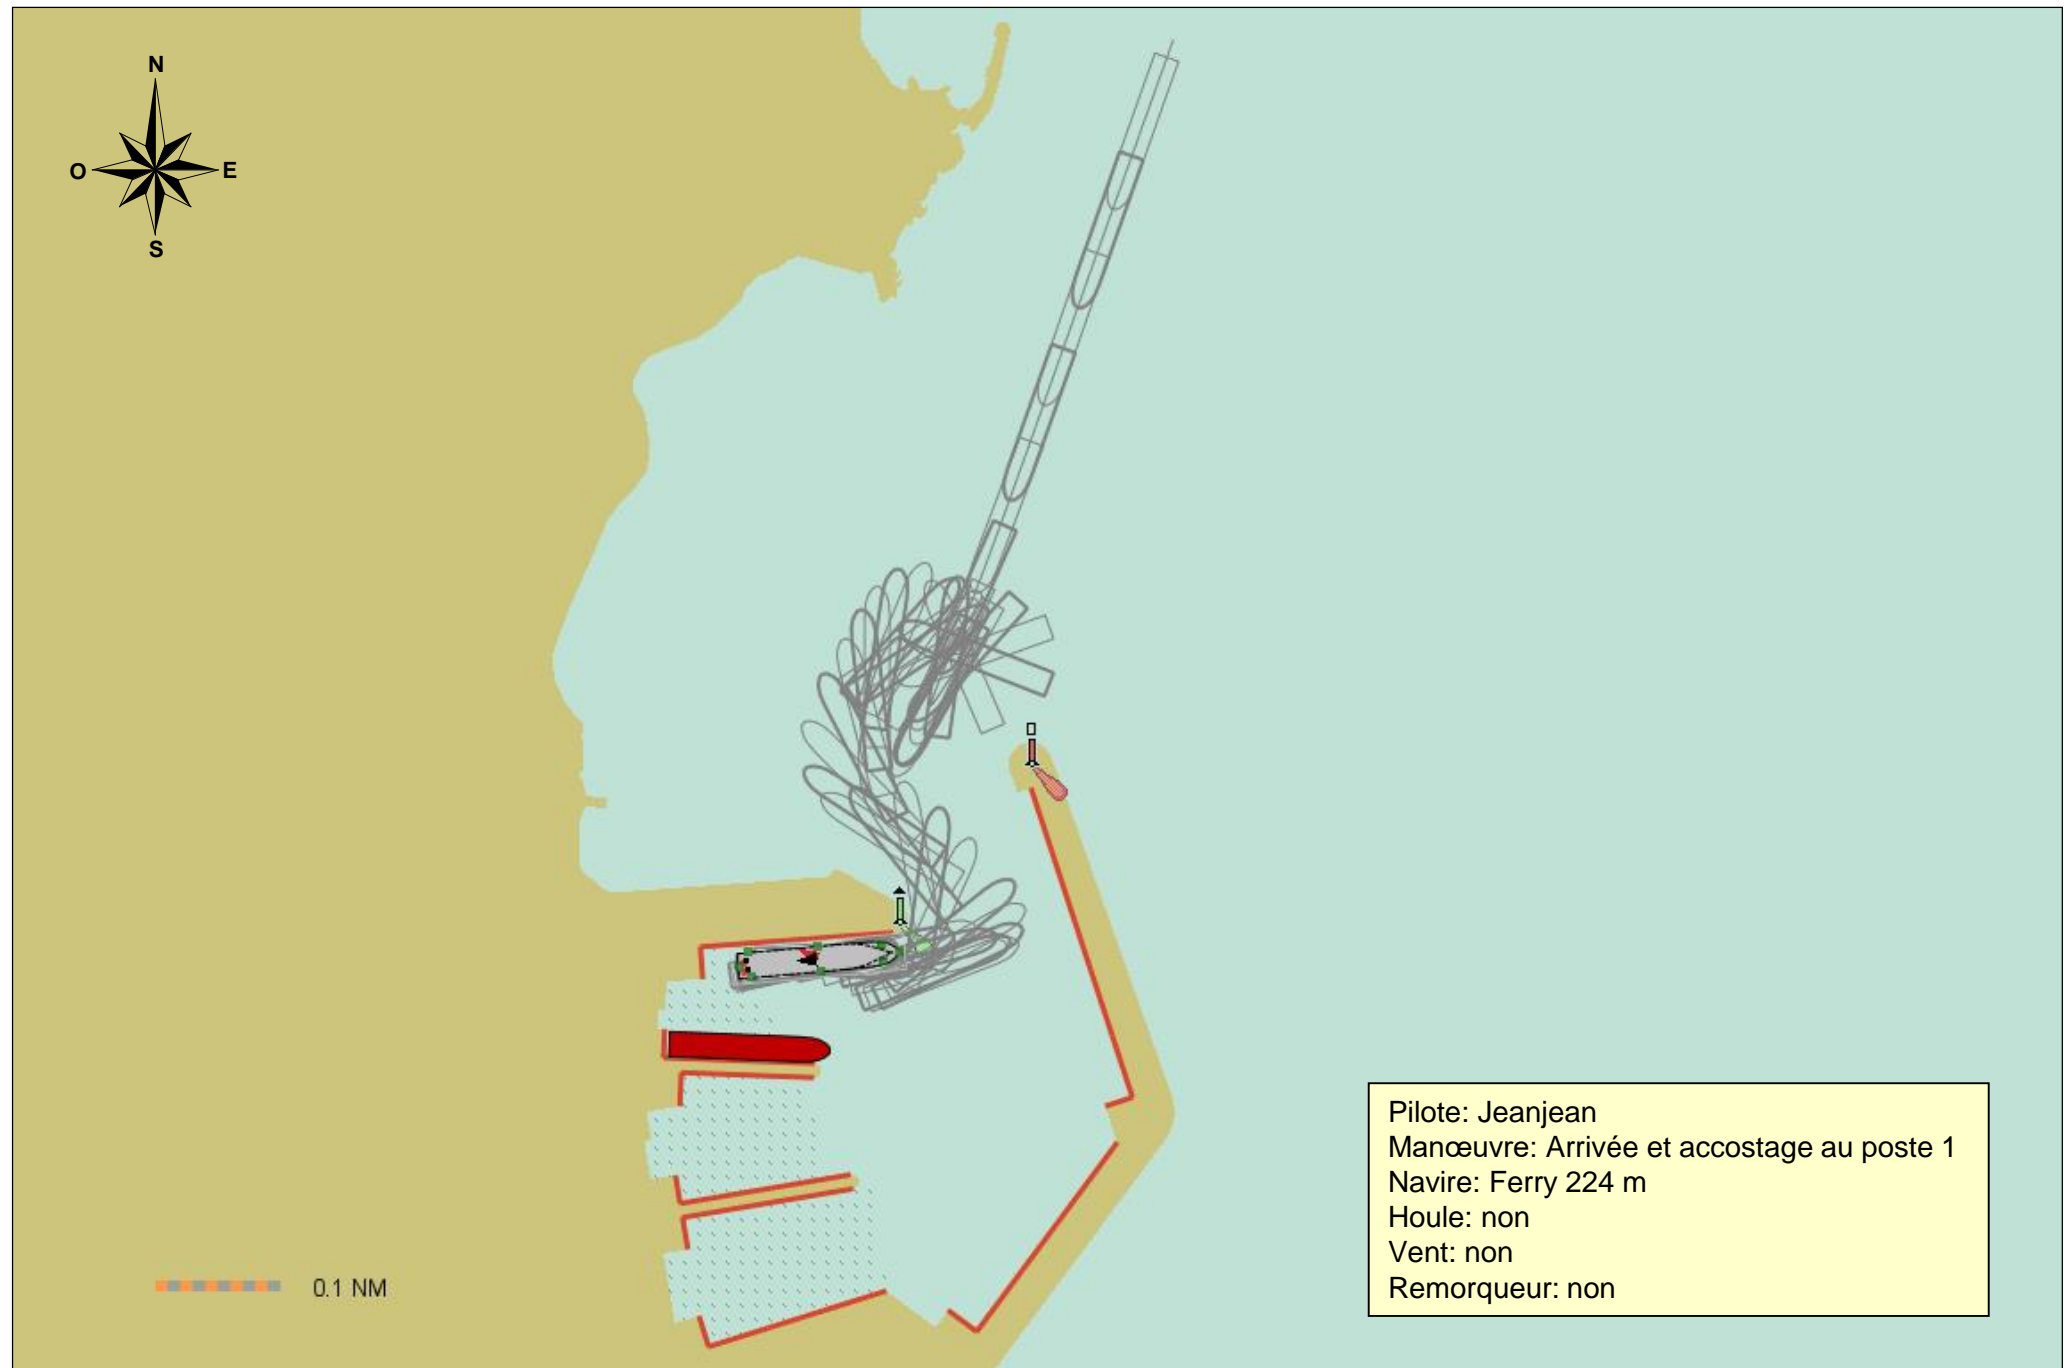 N
O
E
S
Pilote: Jeanjean
Manœuvre: Arrivée et accostage au poste 1
Navire: Ferry 224 m
Houle: non
Vent: non
Remorqueur: non
0.1 NM